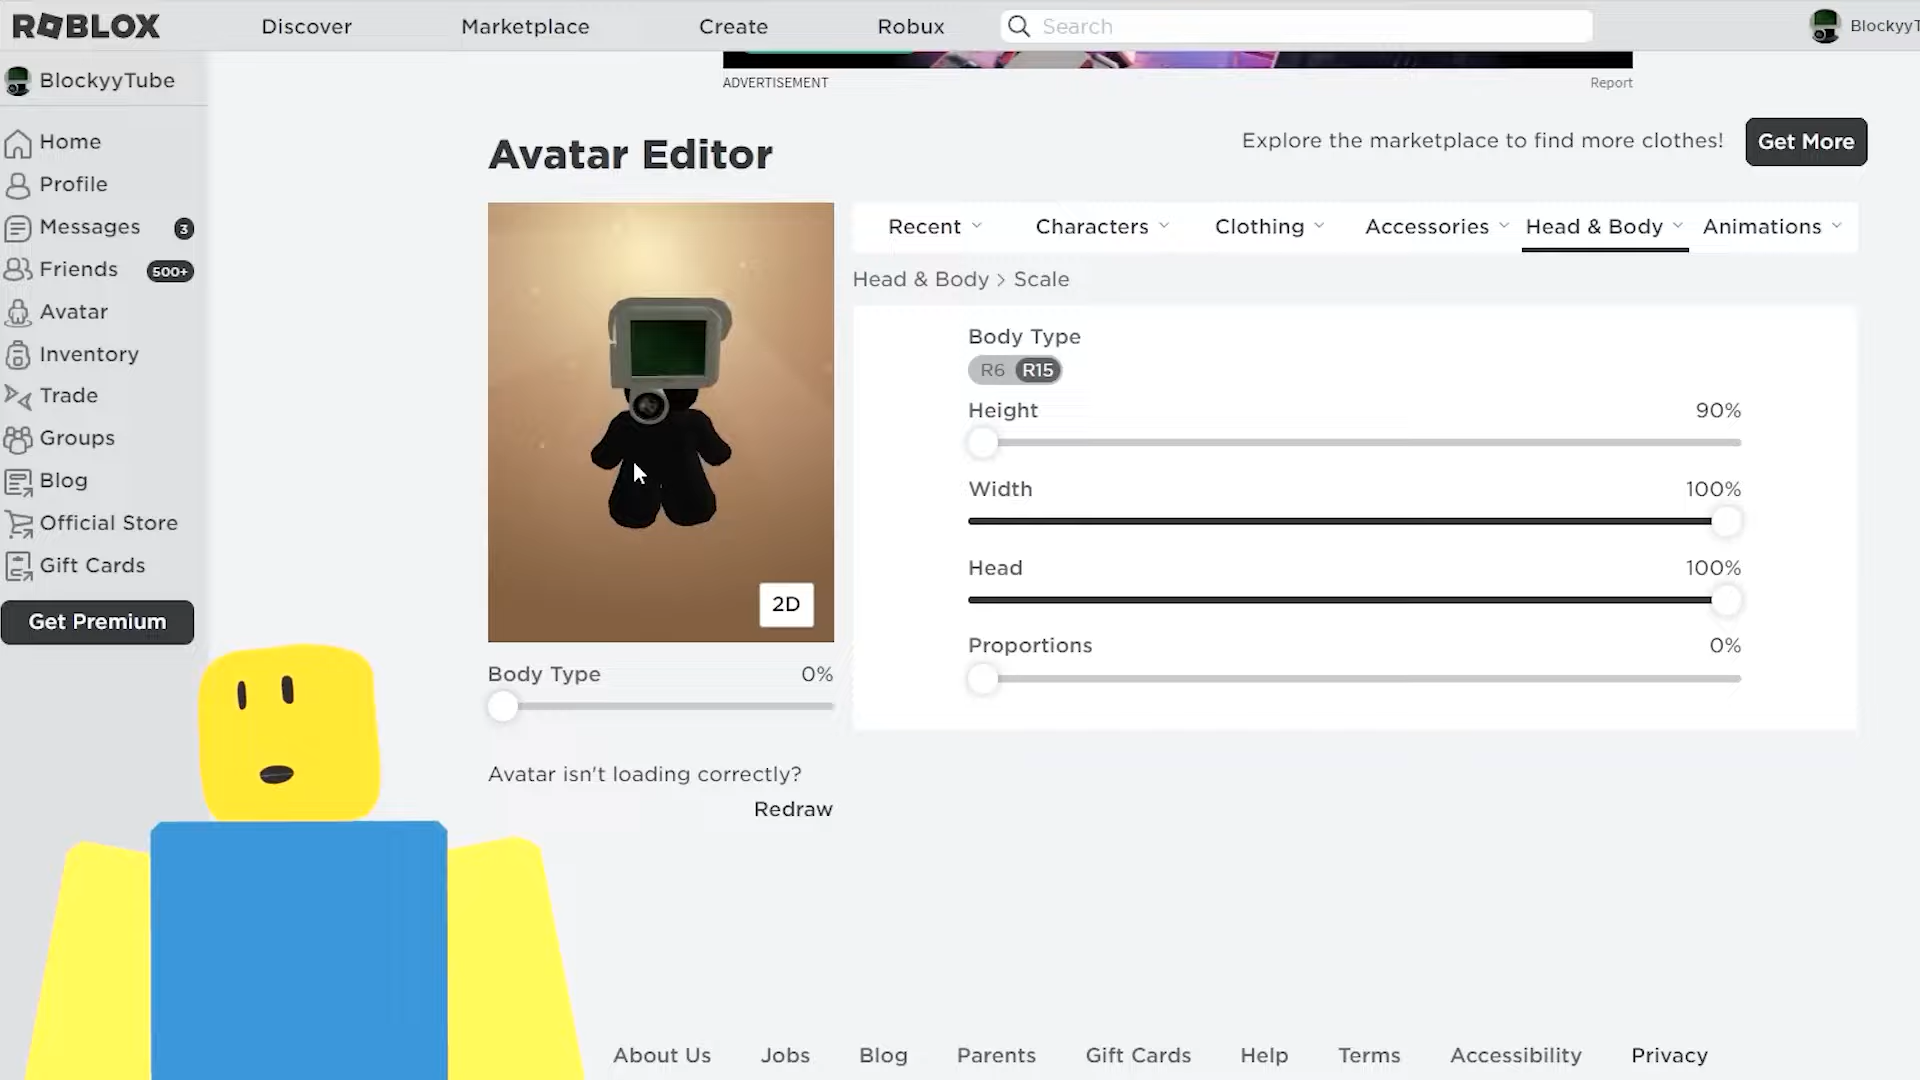 ROBLOX
Discover
Marketplace
Create
Robux
Search
BlockyyT
BlockyyTube
ADVERTISEMENT
Report
Home
Profile
Messages 3
Friends 500+
Avatar
Inventory
Trade
Groups
Blog
Official Store
Gift Cards
Get Premium
Avatar Editor
Explore the marketplace to find more clothes!
Get More
Recent
Characters
Clothing
Accessories
Head & Body
Animations
Head & Body > Scale
2D
Body Type 0%
Avatar isn't loading correctly?
Redraw
Body Type
R6 R15
Height 90%
Width 100%
Head 100%
Proportions 0%
About Us
Jobs
Blog
Parents
Gift Cards
Help
Terms
Accessibility
Privacy